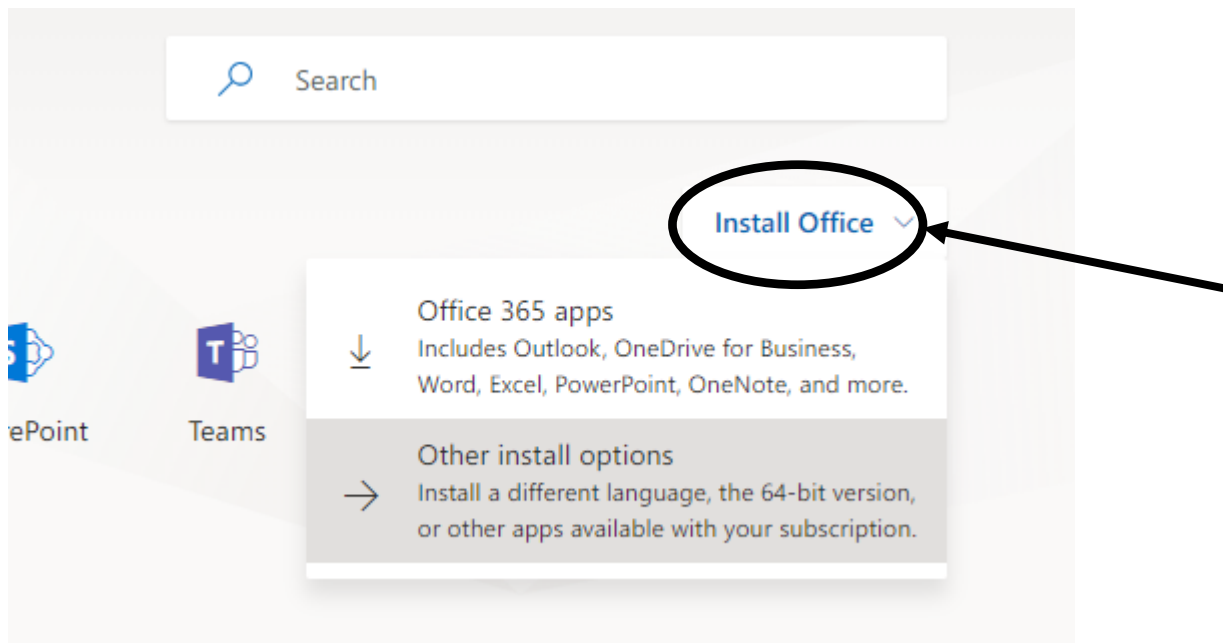 Search
Install Office
Office 365 apps
Includes Outlook, OneDrive for Business,
Word, Excel, PowerPoint, OneNote, and more.
S
T
ePoint
Teams
Other install options
Install a different language, the 64-bit version,
or other apps available with your subscription.